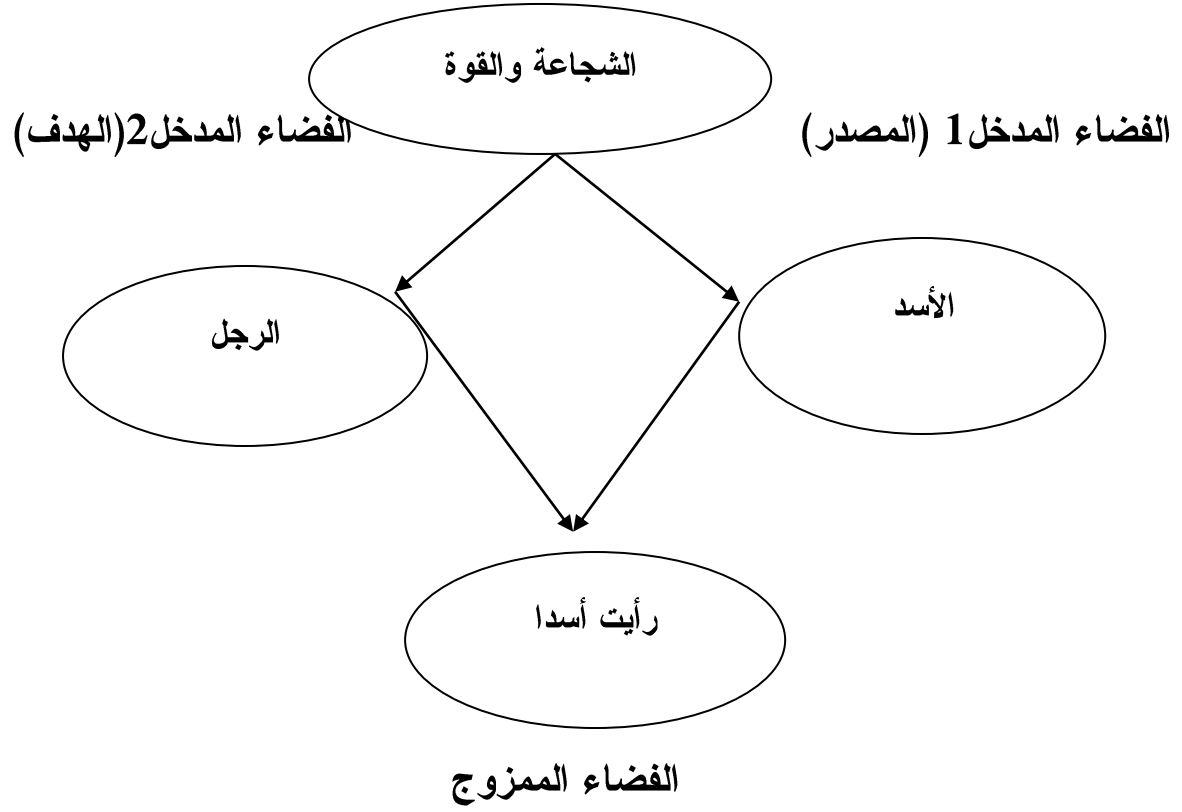 الشجاعة والقوة
الفضاء المدخل1 (المصدر)
الفضاء المدخل2(الهدف)
الأسد
الرجل
رأيت أسدا
الفضاء الممزوج